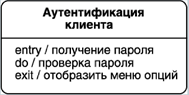 Аутентификация
клиента
entry / получение пароля
do / проверка пароля
exit / отобразить меню опций